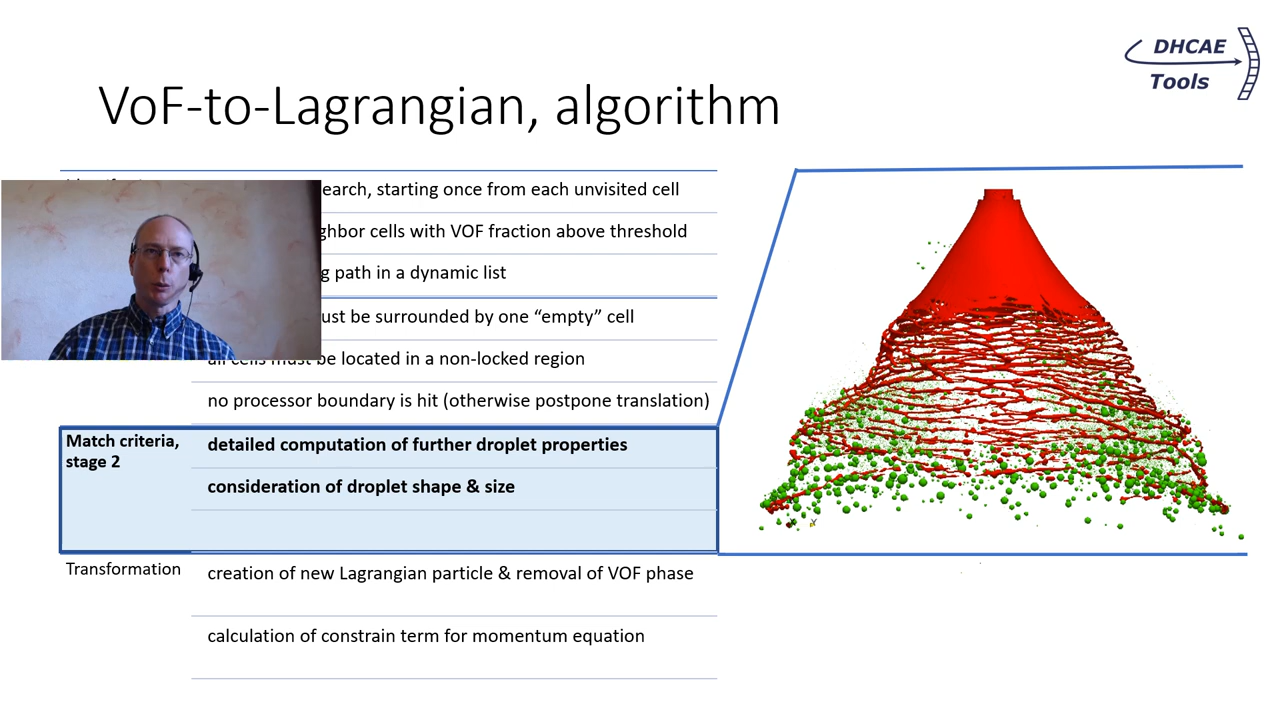 DHCAE
Tools
VoF-to-Lagrangian, algorithm
earch, starting once from each unvisited cell
ghbor cells with VOF fraction above threshold
g path in a dynamic list
ust be surrounded by one “empty” cell
all cells must be located in a non-locked region
no processor boundary is hit (otherwise postpone translation)
Match criteria,
stage 2
detailed computation of further droplet properties
consideration of droplet shape & size
Transformation
creation of new Lagrangian particle & removal of VOF phase
calculation of constrain term for momentum equation